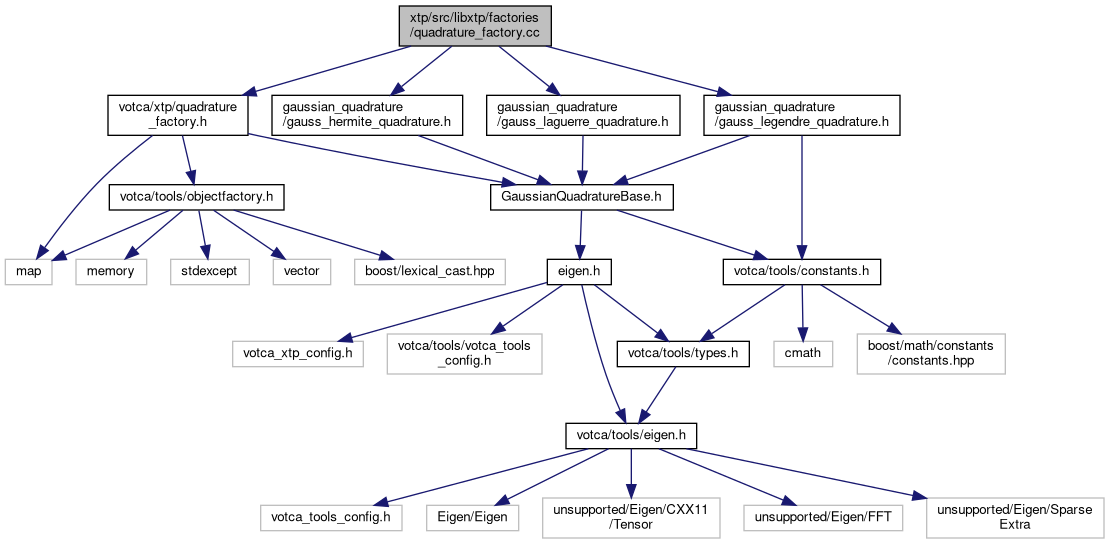 xtp/src/libxtp/factories
/quadrature_factory.cc
votca/xtp/quadrature
_factory.h
gaussian_quadrature
/gauss_hermite_quadrature.h
gaussian_quadrature
/gauss_laguerre_quadrature.h
gaussian_quadrature
/gauss_legendre_quadrature.h
votca/tools/objectfactory.h
GaussianQuadratureBase.h
map
memory
stdexcept
vector
boost/lexical_cast.hpp
eigen.h
votca/tools/constants.h
votca_xtp_config.h
votca/tools/votca_tools
_config.h
votca/tools/types.h
cmath
boost/math/constants
/constants.hpp
votca/tools/eigen.h
votca_tools_config.h
Eigen/Eigen
unsupported/Eigen/CXX11
/Tensor
unsupported/Eigen/FFT
unsupported/Eigen/Sparse
Extra